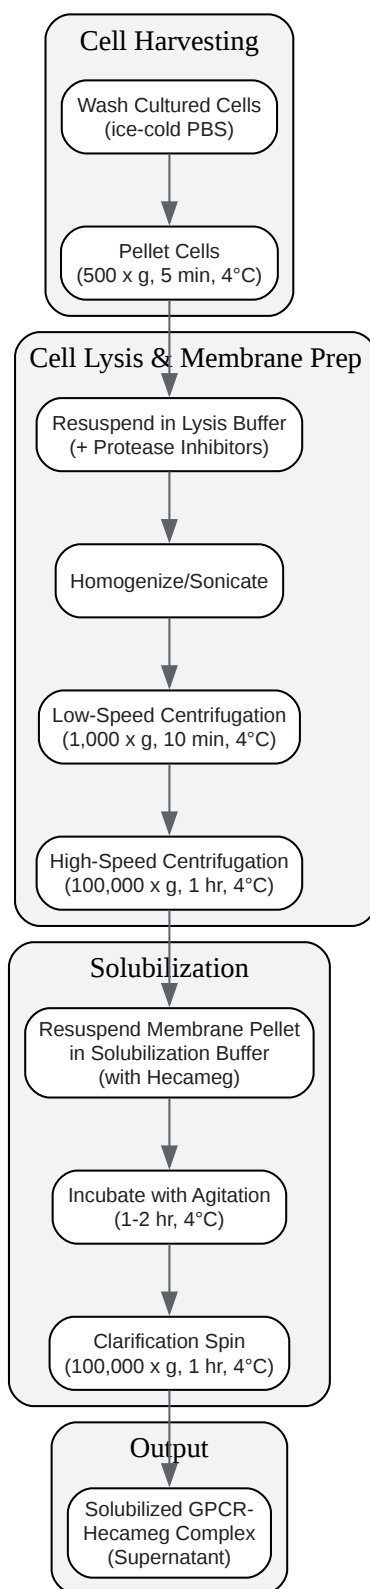 Cell Harvesting
Wash Cultured Cells
(ice-cold PBS)
Pellet Cells
(500 x g, 5 min, 4°C)
Cell Lysis & Membrane Prep
Resuspend in Lysis Buffer
(+ Protease Inhibitors)
Homogenize/Sonicate
Low-Speed Centrifugation
(1,000 x g, 10 min, 4°C)
High-Speed Centrifugation
(100,000 x g, 1 hr, 4°C)
Solubilization
Resuspend Membrane Pellet
in Solubilization Buffer
(with Hecameg)
Incubate with Agitation
(1-2 hr, 4°C)
Clarification Spin
(100,000 x g, 1 hr, 4°C)
Output
Solubilized GPCR-
Hecameg Complex
(Supernatant)